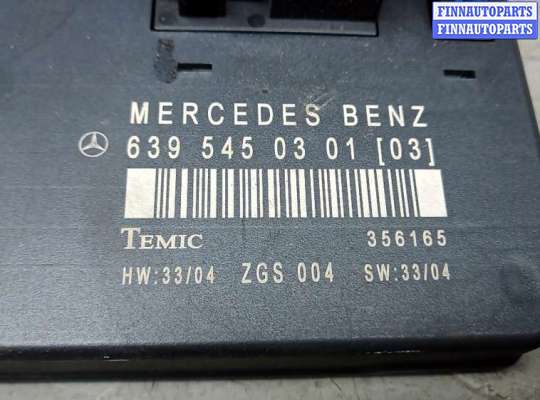 FINNAUTOPARTS
FINNAUTOPARTS
MERCEDES BENZ
639 545 03 01 [03]
TEMIC 356165
HW:33/04 ZGS 004 SW:33/04